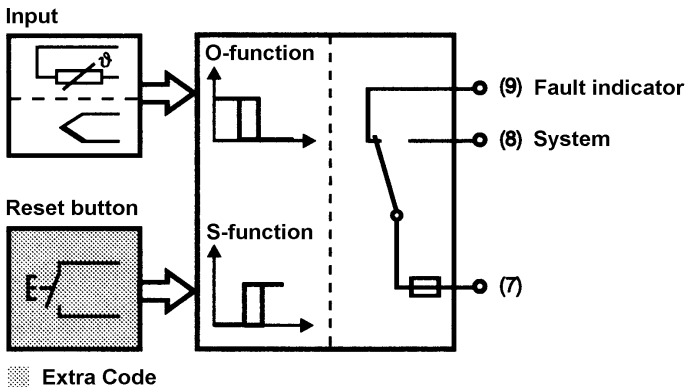 Input
ϑ
O-function
(9) Fault indicator
(8) System
Reset button
S-function
(7)
Extra Code